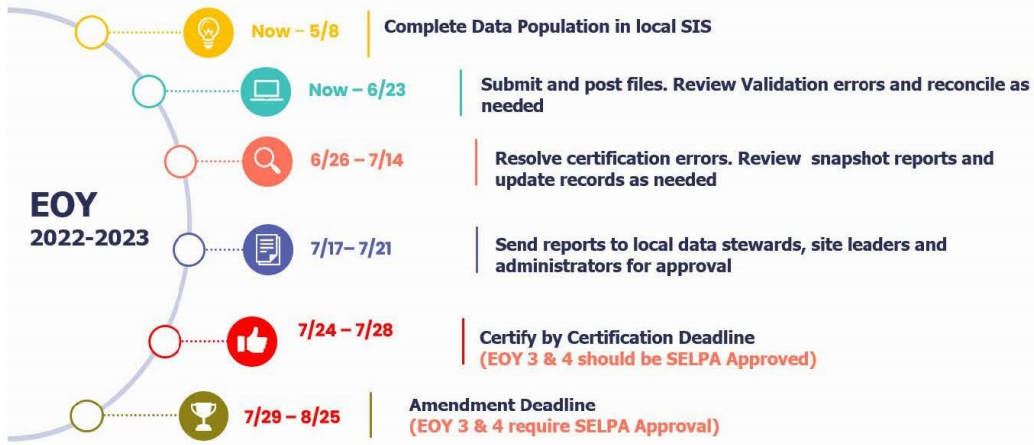 EOY
2022-2023
Now – 5/8
Complete Data Population in local SIS
Now – 6/23
Submit and post files. Review Validation errors and reconcile as
needed
6/26 – 7/14
Resolve certification errors. Review  snapshot reports and
update records as needed
7/17– 7/21
Send reports to local data stewards, site leaders and
administrators for approval
7/24 – 7/28
Certify by Certification Deadline
(EOY 3 & 4 should be SELPA Approved)
7/29 – 8/25
Amendment Deadline
(EOY 3 & 4 require SELPA Approval)